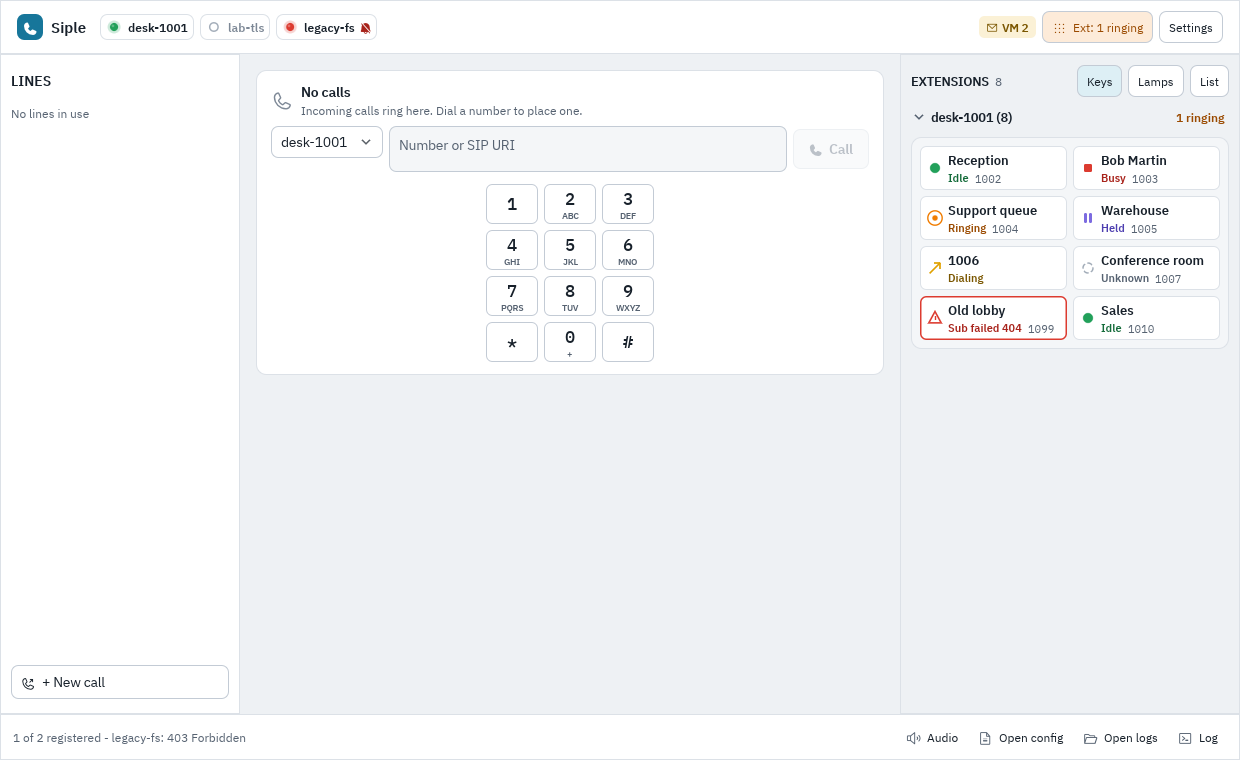 Siple
desk-1001
lab-tls
legacy-fs
VM 2
Ext: 1 ringing
Settings
LINES
No lines in use
+ New call
No calls
Incoming calls ring here. Dial a number to place one.
desk-1001
Number or SIP URI
Call
1
2
ABC
3
DEF
4
GHI
5
JKL
6
MNO
7
PQRS
8
TUV
9
WXYZ
*
0
+
#
EXTENSIONS 8
Keys
Lamps
List
desk-1001 (8)
1 ringing
Reception
Idle 1002
Bob Martin
Busy 1003
Support queue
Ringing 1004
Warehouse
Held 1005
1006
Dialing
Conference room
Unknown 1007
Old lobby
Sub failed 404 1099
Sales
Idle 1010
1 of 2 registered - legacy-fs: 403 Forbidden
Audio
Open config
Open logs
Log